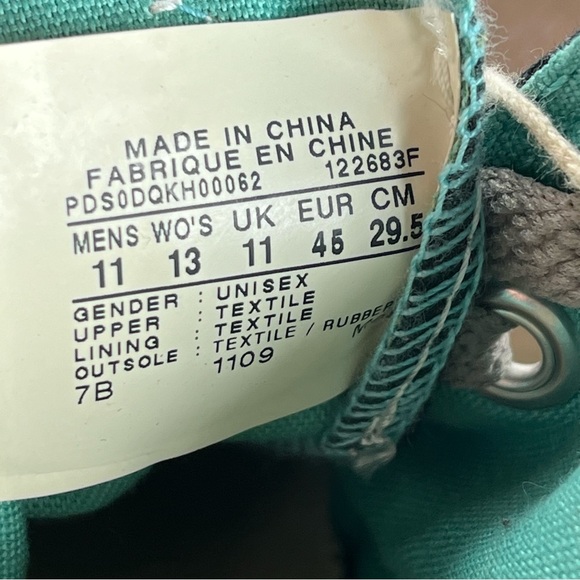 MADE IN CHINA
FABRIQUE EN CHINE
PDS0DQKH00062 122683F
MENS WO'S UK EUR CM
11 13 11 45 29.5
GENDER : UNISEX
UPPER : TEXTILE
LINING : TEXTILE
OUTSOLE : TEXTILE / RUBBER
7B 1109